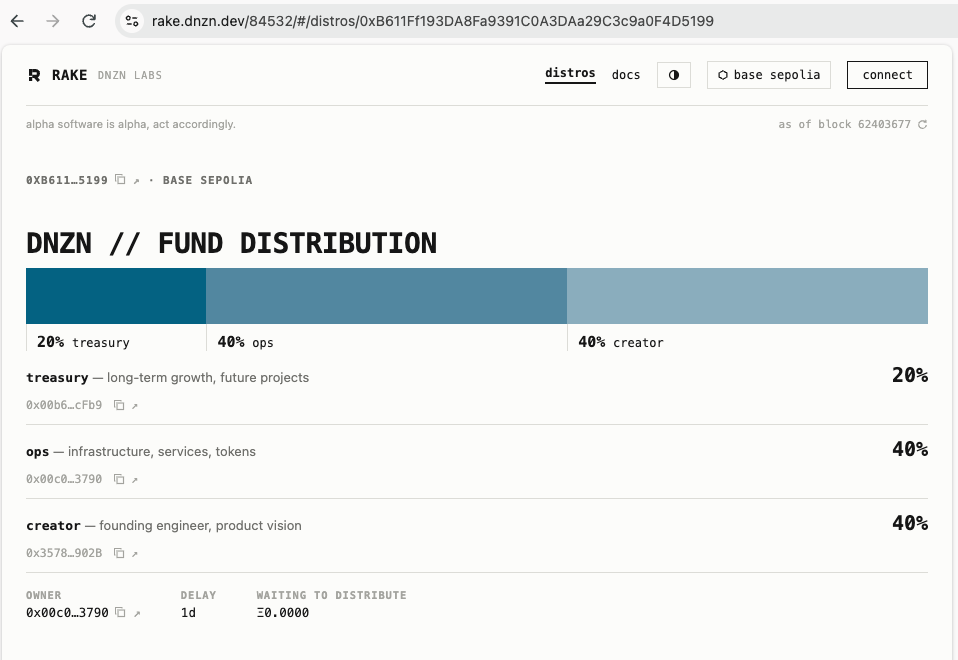 rake.dnzn.dev/84532/#/distros/0xB611Ff193DA8Fa9391C0A3DAa29C3c9a0F4D5199
RAKE DNZN LABS distros docs base sepolia connect
alpha software is alpha, act accordingly. as of block 62403677
0XB611…5199 ↗ · BASE SEPOLIA
DNZN // FUND DISTRIBUTION
20% treasury 40% ops 40% creator
treasury — long-term growth, future projects 20%
0x00b6…cFb9 ↗
ops — infrastructure, services, tokens 40%
0x00c0…3790 ↗
creator — founding engineer, product vision 40%
0x3578…902B ↗
OWNER DELAY WAITING TO DISTRIBUTE
0x00c0…3790 ↗ 1d Ξ0.0000